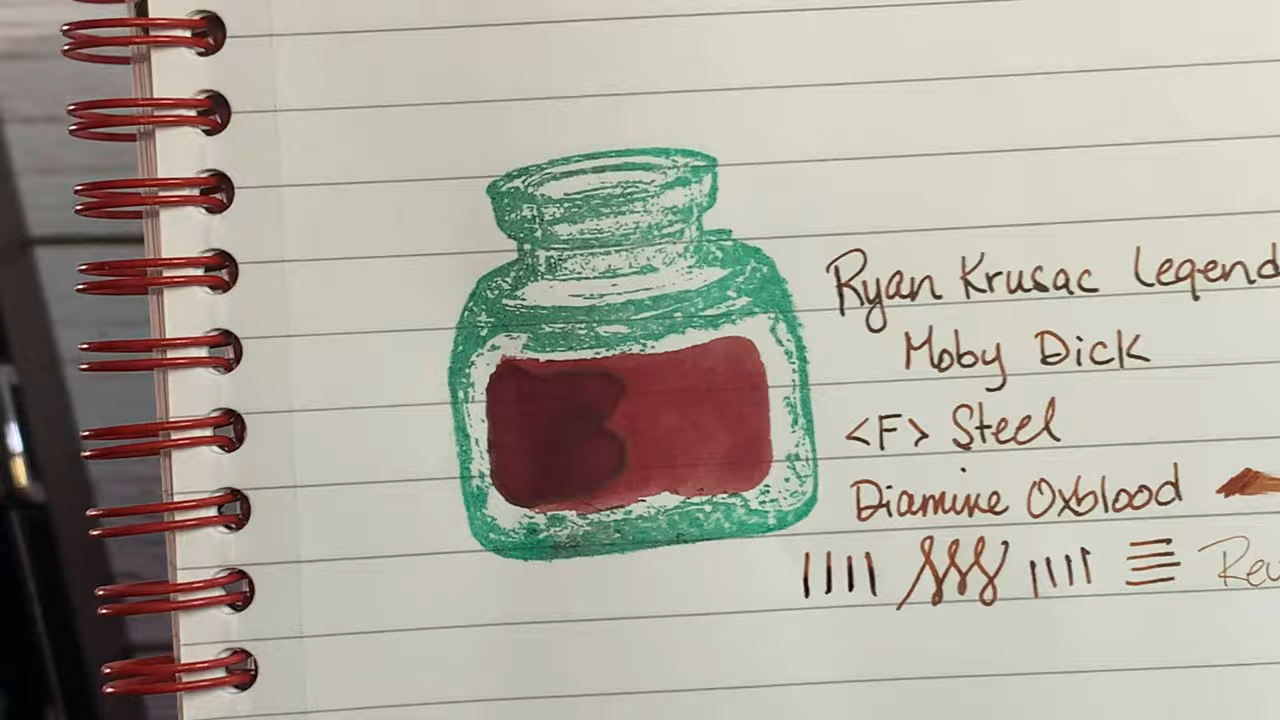 Ryan Krusac Legend
Moby Dick
<F> Steel
Diamine Oxblood